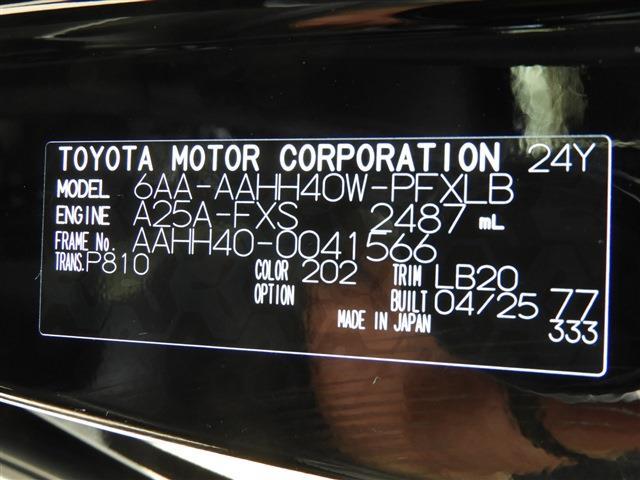 TOYOTA MOTOR CORPORATION 24Y
MODEL 6AA-AAHH40W-PFXLB
ENGINE A25A-FXS 2487 mL
FRAME No. AAHH40-0041566
TRANS. P810 COLOR 202 TRIM LB20
OPTION BUILT 04/25 77
MADE IN JAPAN 333